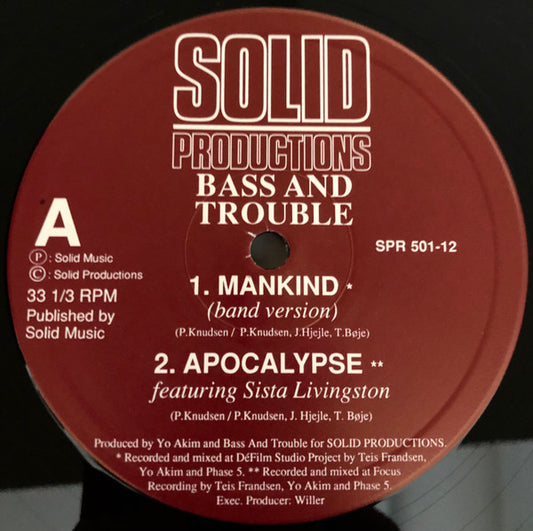 SOLID
PRODUCTIONS
BASS AND
TROUBLE
A
Ⓟ: Solid Music
©: Solid Productions
33 1/3 RPM
Published by
Solid Music
SPR 501-12
1. MANKIND *
(band version)
(P.Knudsen / P.Knudsen, J.Hjejle, T.Bøje)
2. APOCALYPSE **
featuring Sista Livingston
(P.Knudsen / P.Knudsen, J. Hjejle, T. Bøje)
Produced by Yo Akim and Bass And Trouble for SOLID PRODUCTIONS.
* Recorded and mixed at DéFilm Studio Project by Teis Frandsen,
Yo Akim and Phase 5. ** Recorded and mixed at Focus
Recording by Teis Frandsen, Yo Akim and Phase 5.
Exec. Producer: Willer